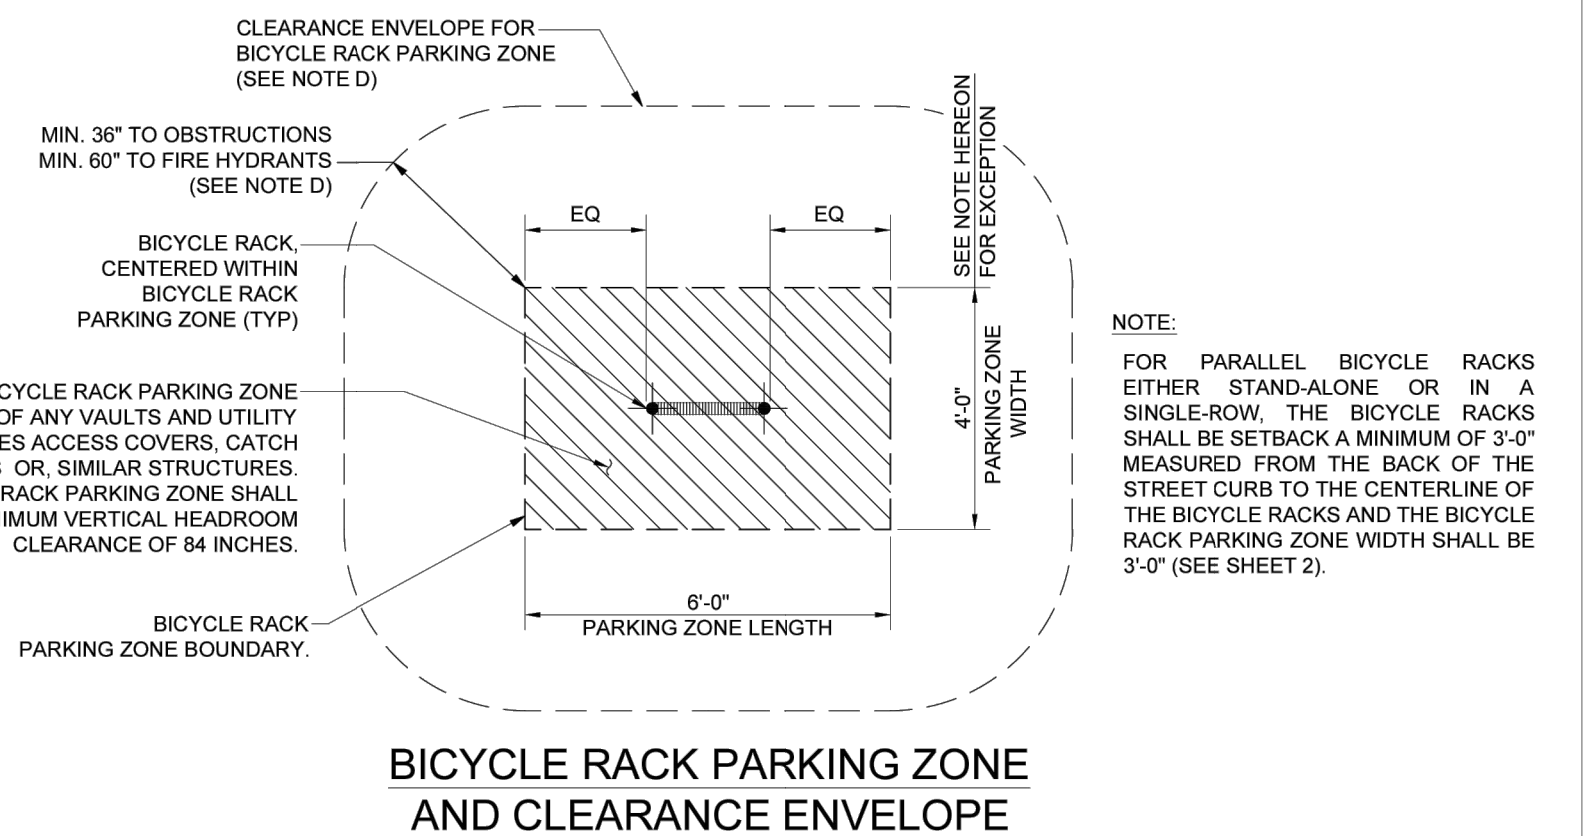 CLEARANCE ENVELOPE FOR
BICYCLE RACK PARKING ZONE
(SEE NOTE D)
MIN. 36" TO OBSTRUCTIONS
MIN. 60" TO FIRE HYDRANTS
(SEE NOTE D)
BICYCLE RACK,
CENTERED WITHIN
BICYCLE RACK
PARKING ZONE (TYP)
RACK PARKING ZONE
OF ANY VAULTS AND UTILITY
ACCESS COVERS, CATCH
OR, SIMILAR STRUCTURES.
RACK PARKING ZONE SHALL
VERTICAL HEADROOM
CLEARANCE OF 84 INCHES.
BICYCLE RACK
PARKING ZONE BOUNDARY.
EQ
EQ
SEE NOTE HEREON
FOR EXCEPTION
4'-0"
PARKING ZONE
WIDTH
6'-0"
PARKING ZONE LENGTH
NOTE:
FOR PARALLEL BICYCLE RACKS
EITHER STAND-ALONE OR IN A
SINGLE-ROW, THE BICYCLE RACKS
SHALL BE SETBACK A MINIMUM OF 3'-0"
MEASURED FROM THE BACK OF THE
STREET CURB TO THE CENTERLINE OF
THE BICYCLE RACKS AND THE BICYCLE
RACK PARKING ZONE WIDTH SHALL BE
3'-0" (SEE SHEET 2).
BICYCLE RACK PARKING ZONE
AND CLEARANCE ENVELOPE